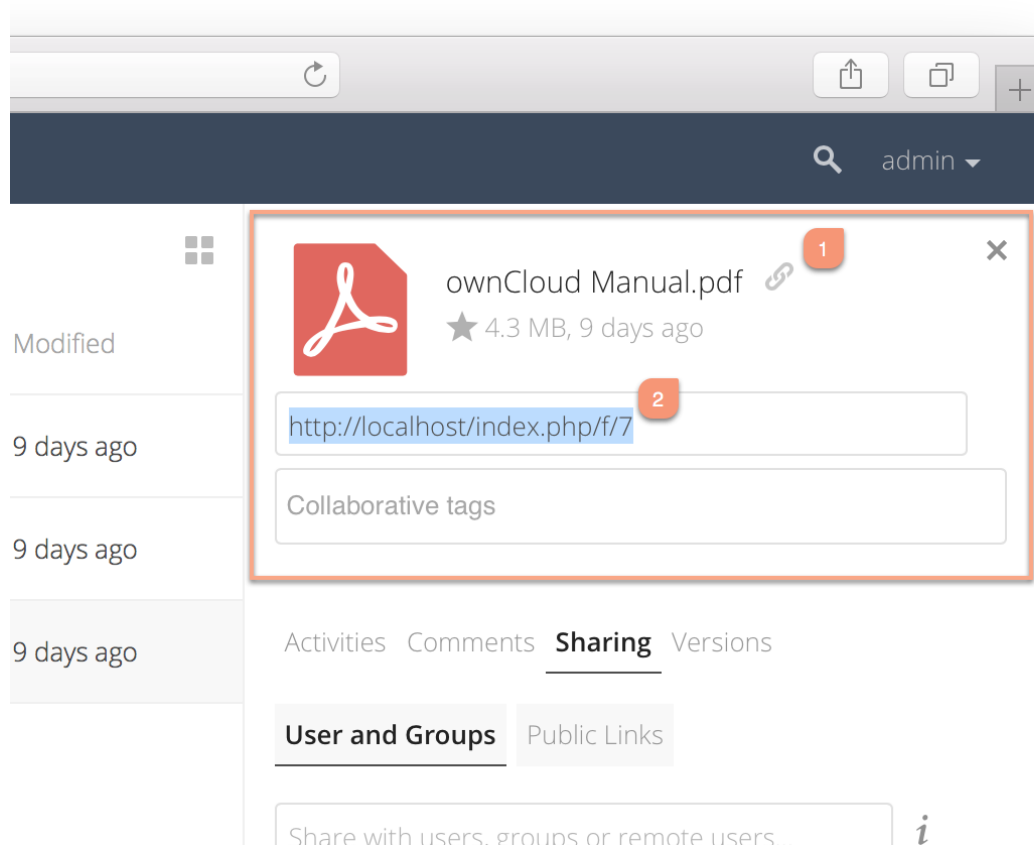 admin
1
ownCloud Manual.pdf
4.3 MB, 9 days ago
Modified
2
http://localhost/index.php/f/7
9 days ago
Collaborative tags
9 days ago
Activities Comments Sharing Versions
9 days ago
User and Groups Public Links
Share with users, groups or remote users...
i